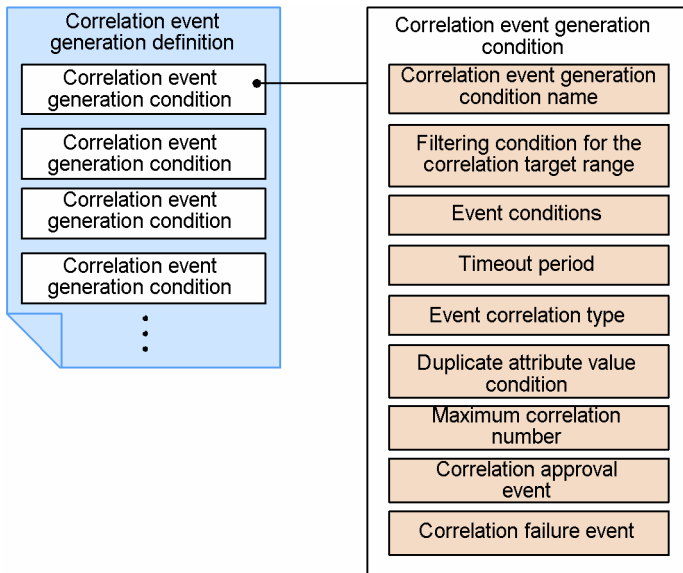 Correlation event
generation definition
Correlation event
generation condition
Correlation event
generation condition
Correlation event
generation condition
Correlation event
generation condition
Correlation event generation
condition
Correlation event generation
condition name
Filtering condition for the
correlation target range
Event conditions
Timeout period
Event correlation type
Duplicate attribute value
condition
Maximum correlation
number
Correlation approval
event
Correlation failure event